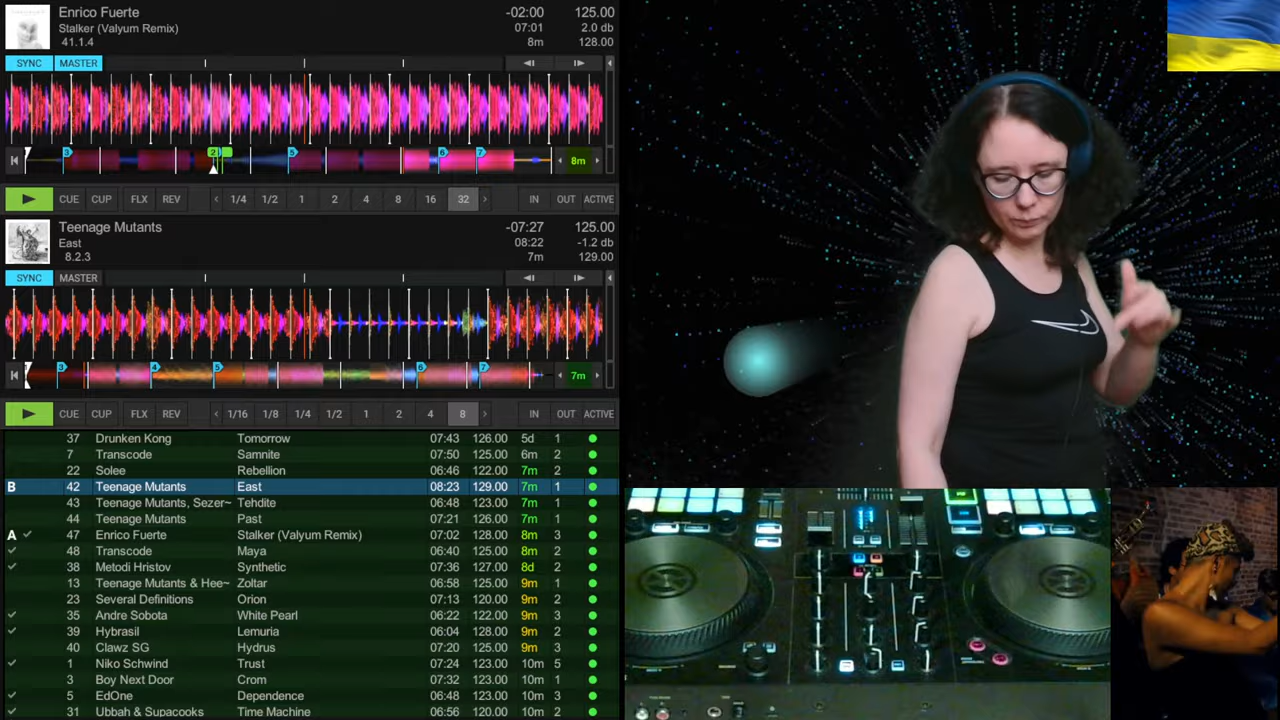 Enrico Fuerte -02:00 125.00
Stalker (Valyum Remix) 07:01 2.0 db
41.1.4 8m 128.00
SYNC MASTER
3 2 5 6 7 8m
CUE CUP FLX REV 1/4 1/2 1 2 4 8 16 32 IN OUT ACTIVE
Teenage Mutants -07:27 125.00
East 08:22 -1.2 db
8.2.3 7m 129.00
SYNC MASTER
3 4 5 6 7 7m
CUE CUP FLX REV 1/16 1/8 1/4 1/2 1 2 4 8 IN OUT ACTIVE
37 Drunken Kong Tomorrow 07:43 126.00 5d 1
7 Transcode Samnite 07:50 125.00 6m 2
22 Solee Rebellion 06:46 122.00 7m 2
B 42 Teenage Mutants East 08:23 129.00 7m 1
43 Teenage Mutants, Sezer~ Tehdite 06:48 123.00 7m 1
44 Teenage Mutants Past 07:21 126.00 7m 1
A 47 Enrico Fuerte Stalker (Valyum Remix) 07:02 128.00 8m 3
48 Transcode Maya 06:40 125.00 8m 2
38 Metodi Hristov Synthetic 07:36 127.00 8d 2
13 Teenage Mutants & Hee~ Zoltar 06:58 125.00 9m 1
23 Several Definitions Orion 07:13 120.00 9m 2
35 Andre Sobota White Pearl 06:22 122.00 9m 3
39 Hybrasil Lemuria 06:04 128.00 9m 2
40 Clawz SG Hydrus 07:20 125.00 9m 3
1 Niko Schwind Trust 07:24 123.00 10m 5
3 Boy Next Door Crom 07:32 123.00 10m 1
5 EdOne Dependence 06:48 123.00 10m 3
31 Ubbah & Supacooks Time Machine 06:56 120.00 10m 2